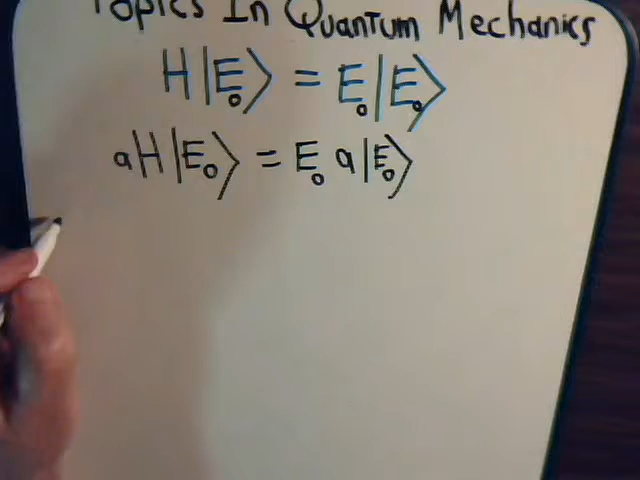 Topics In Quantum Mechanics
H|E₀⟩ = E₀|E₀⟩
aH|E₀⟩ = E₀ a|E₀⟩